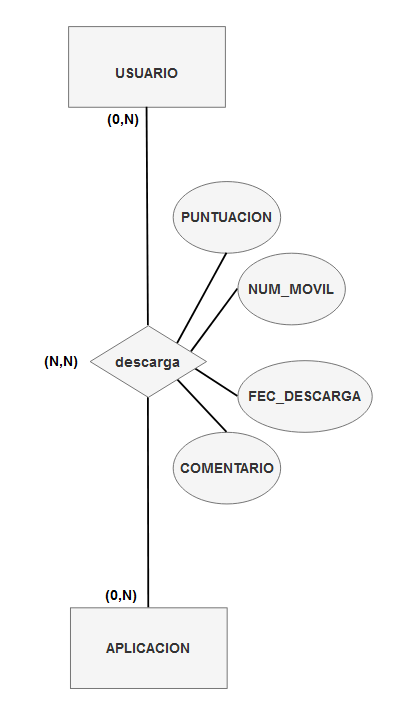 USUARIO
(0,N)
PUNTUACION
NUM_MOVIL
(N,N)
descarga
FEC_DESCARGA
COMENTARIO
(0,N)
APLICACION